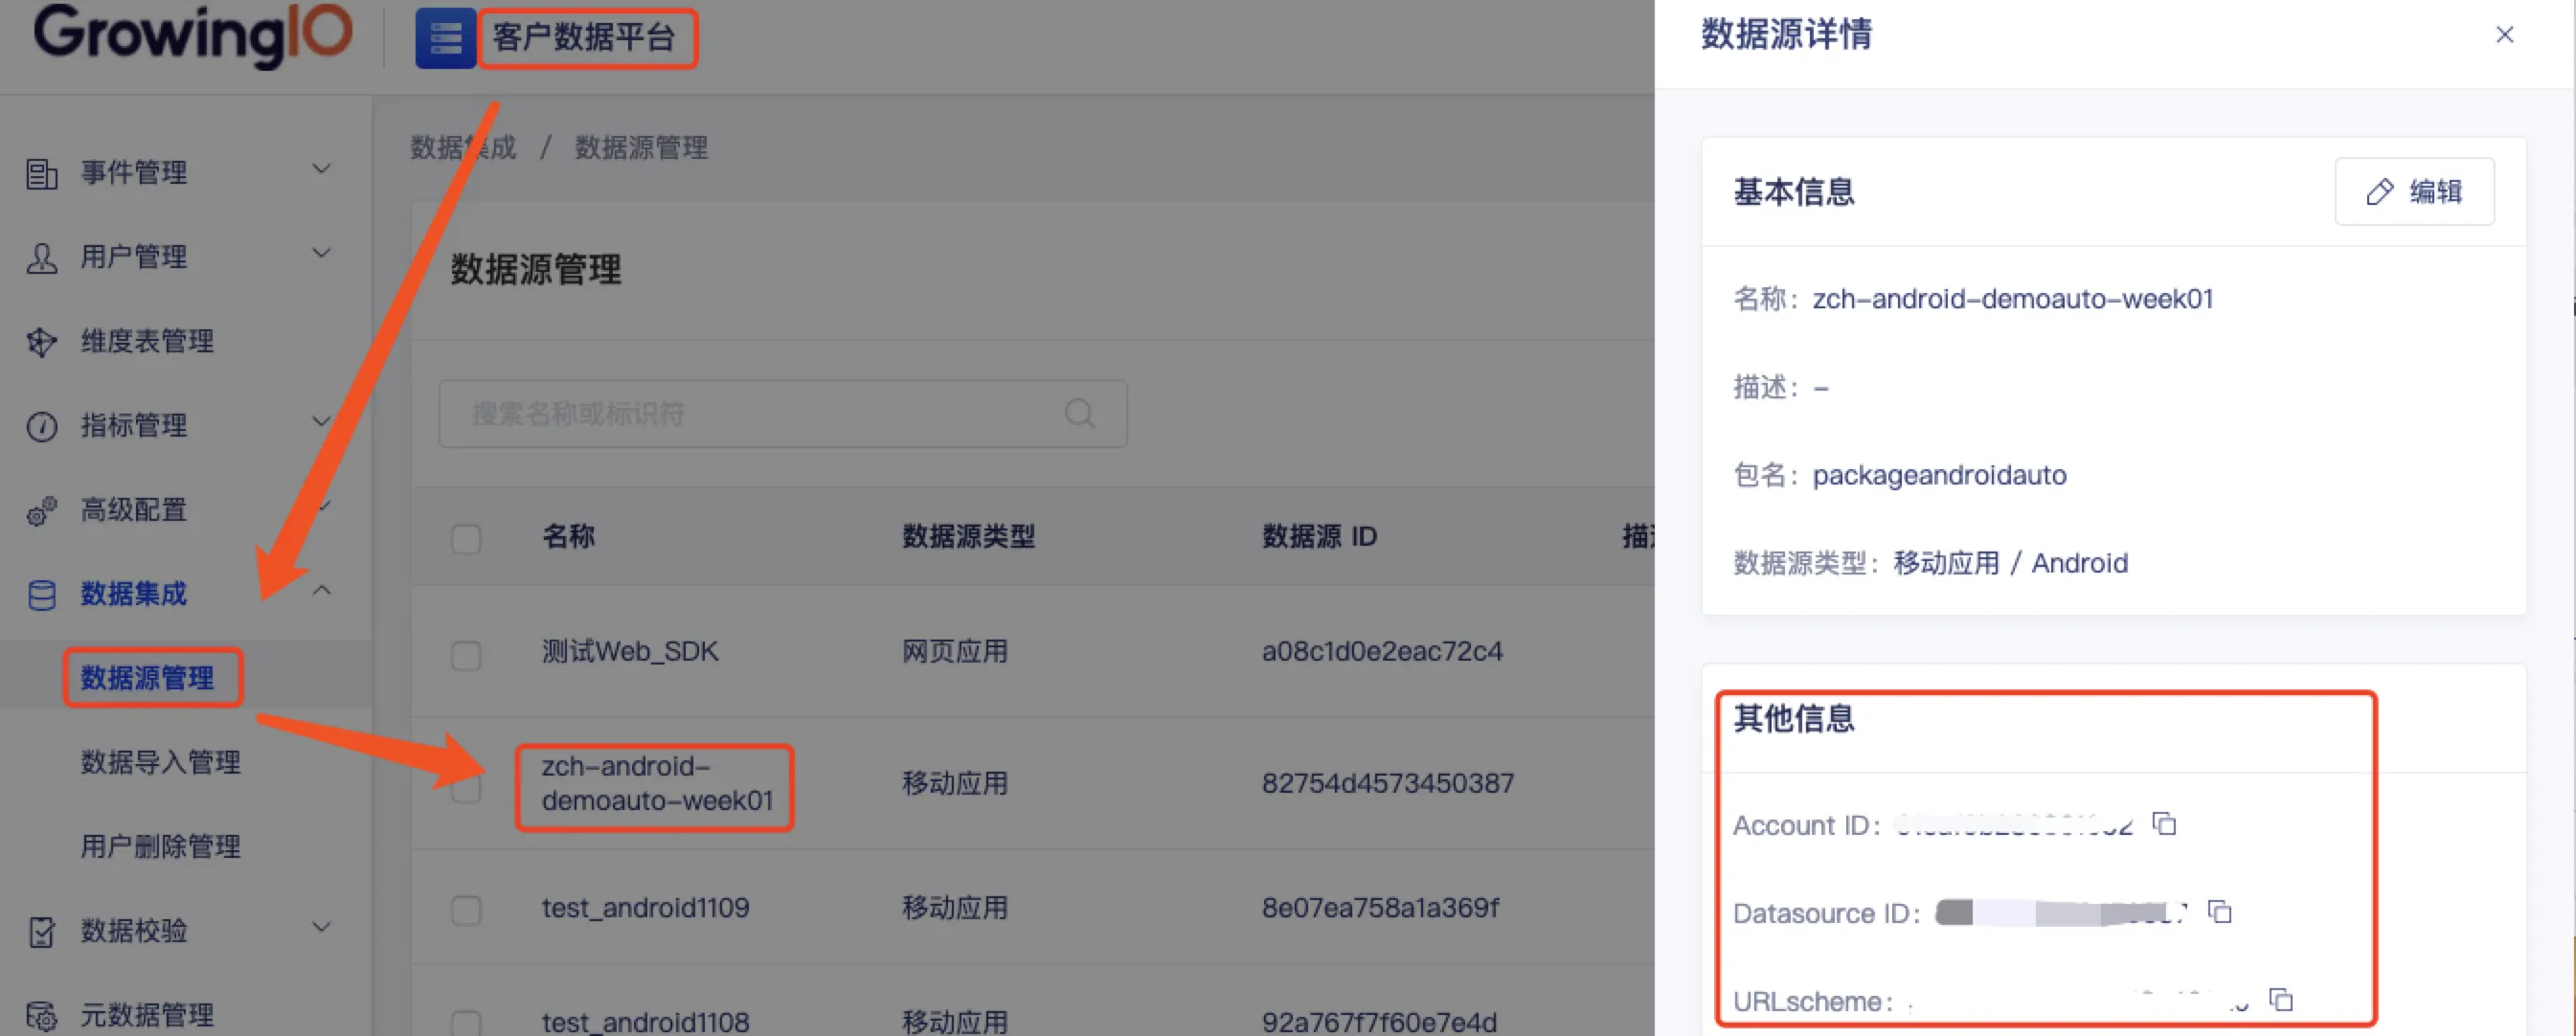 GrowingIO
客户数据平台
事件管理
用户管理
维度表管理
指标管理
高级配置
数据集成
数据源管理
数据导入管理
用户删除管理
数据校验
元数据管理
数据集成 / 数据源管理
数据源管理
搜索名称或标识符
名称 数据源类型 数据源 ID
测试Web_SDK 网页应用 a08c1d0e2eac72c4
zch-android-
demoauto-week01 移动应用 82754d4573450387
test_android1109 移动应用 8e07ea758a1a369f
test_android1108 移动应用 92a767f7f60e7e4d
数据源详情
基本信息
编辑
名称： zch-android-demoauto-week01
描述： -
包名： packageandroidauto
数据源类型： 移动应用 / Android
其他信息
Account ID：
Datasource ID：
URLscheme：